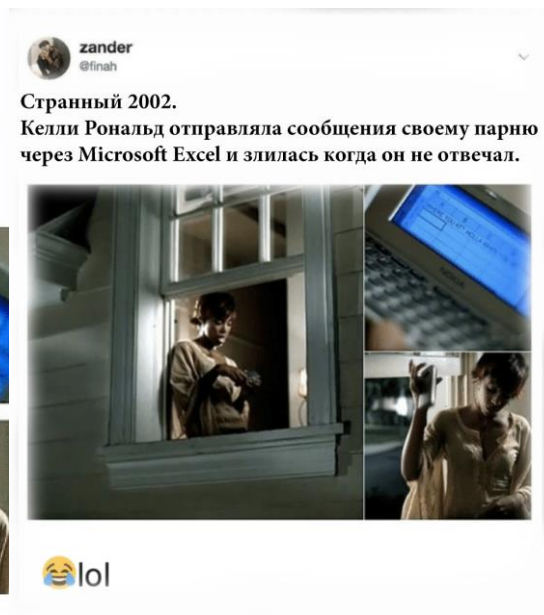 zander
@finah
Странный 2002.
Келли Рональд отправляла сообщения своему парню
через Microsoft Excel и злилась когда он не отвечал.
NOKIA
😂lol